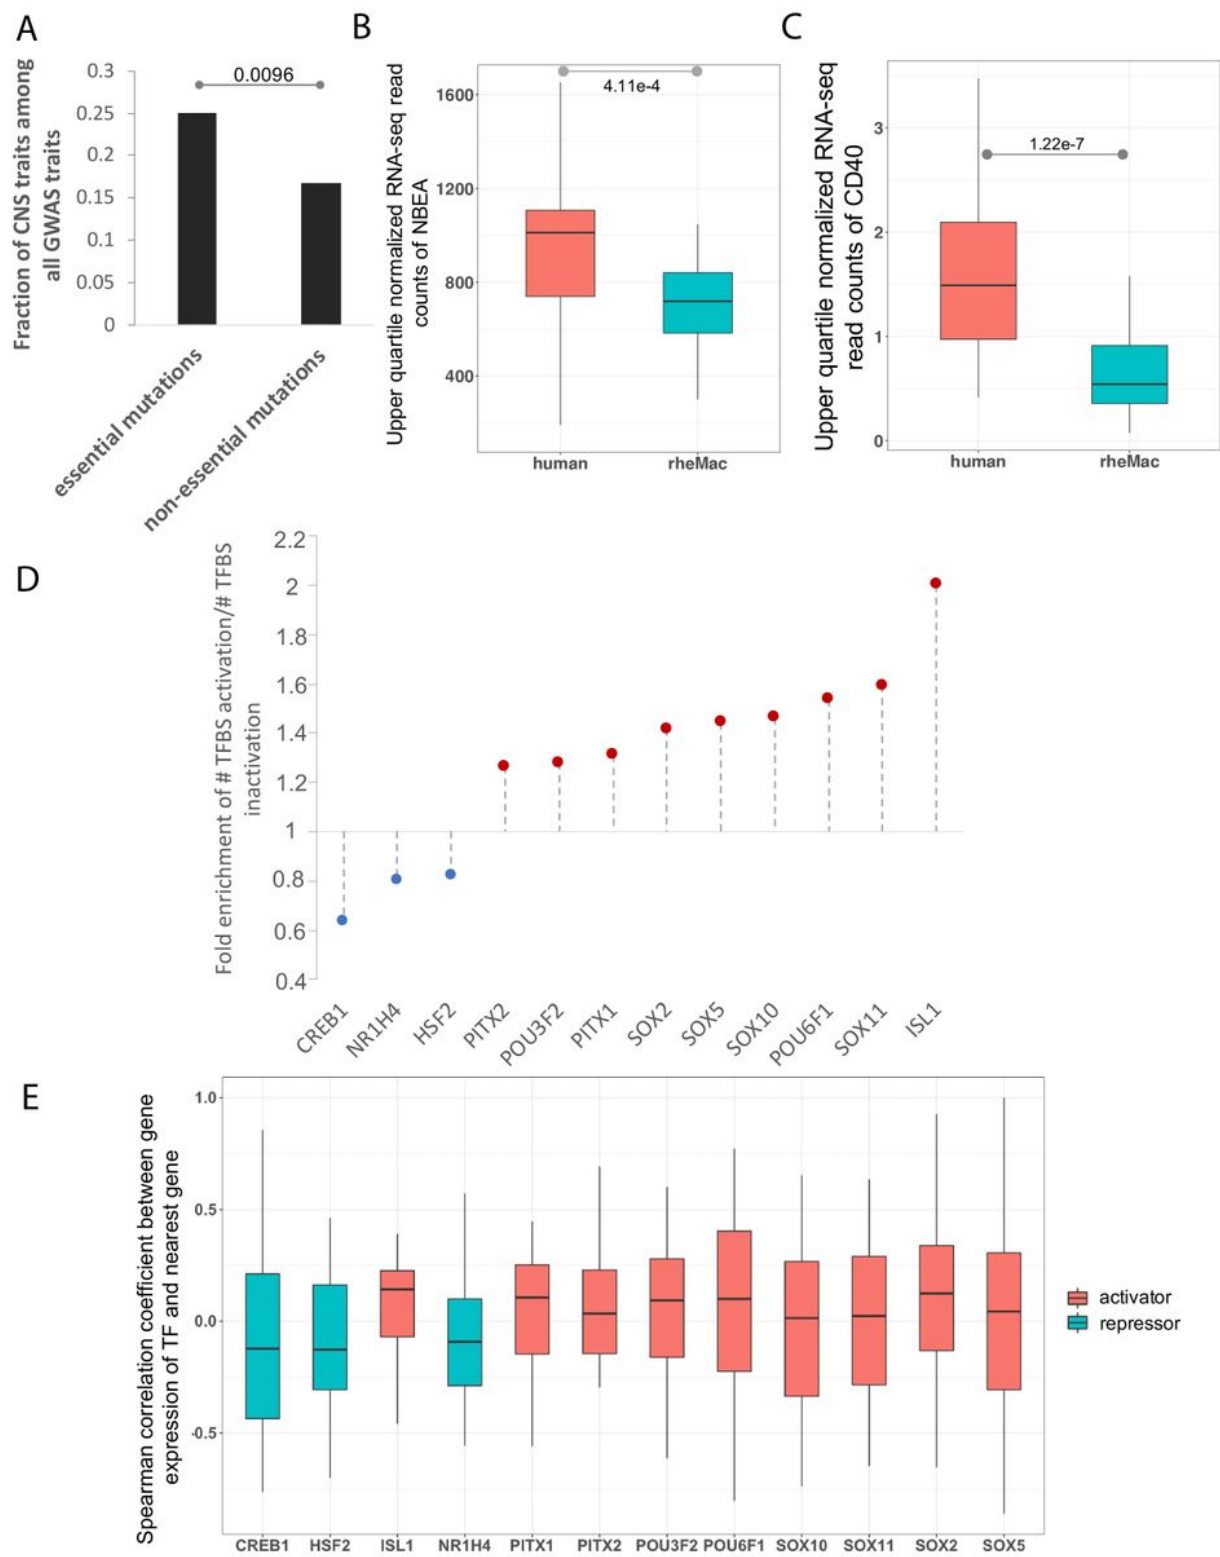 A
Fraction of CNS traits among
all GWAS traits
0.3
0.25
0.2
0.15
0.1
0.05
0
0.0096
essential mutations
non-essential mutations
B
Upper quartile normalized RNA-seq read
counts of NBEA
1600
1200
800
400
4.11e-4
human
rheMac
C
Upper quartile normalized RNA-seq
read counts of CD40
3
2
1
0
1.22e-7
human
rheMac
D
Fold enrichment of # TFBS activation/# TFBS
inactivation
2.2
2
1.8
1.6
1.4
1.2
1
0.8
0.6
0.4
CREB1
NR1H4
HSF2
PITX2
POU3F2
PITX1
SOX2
SOX5
SOX10
POU6F1
SOX11
ISL1
E
Spearman correlation coefficient between gene
expression of TF and nearest gene
1.0
0.5
0.0
-0.5
CREB1
HSF2
ISL1
NR1H4
PITX1
PITX2
POU3F2
POU6F1
SOX10
SOX11
SOX2
SOX5
activator
repressor